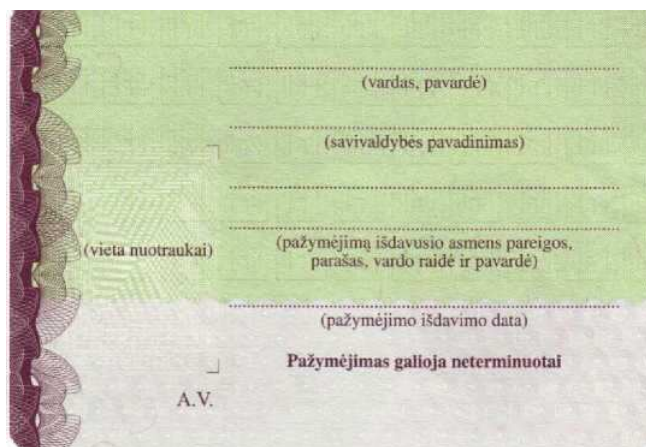 (vardas, pavardė)
(savivaldybės pavadinimas)
(vieta nuotraukai)
(pažymėjimą išdavusio asmens pareigos,
parašas, vardo raidė ir pavardė)
(pažymėjimo išdavimo data)
Pažymėjimas galioja neterminuotai
A.V.